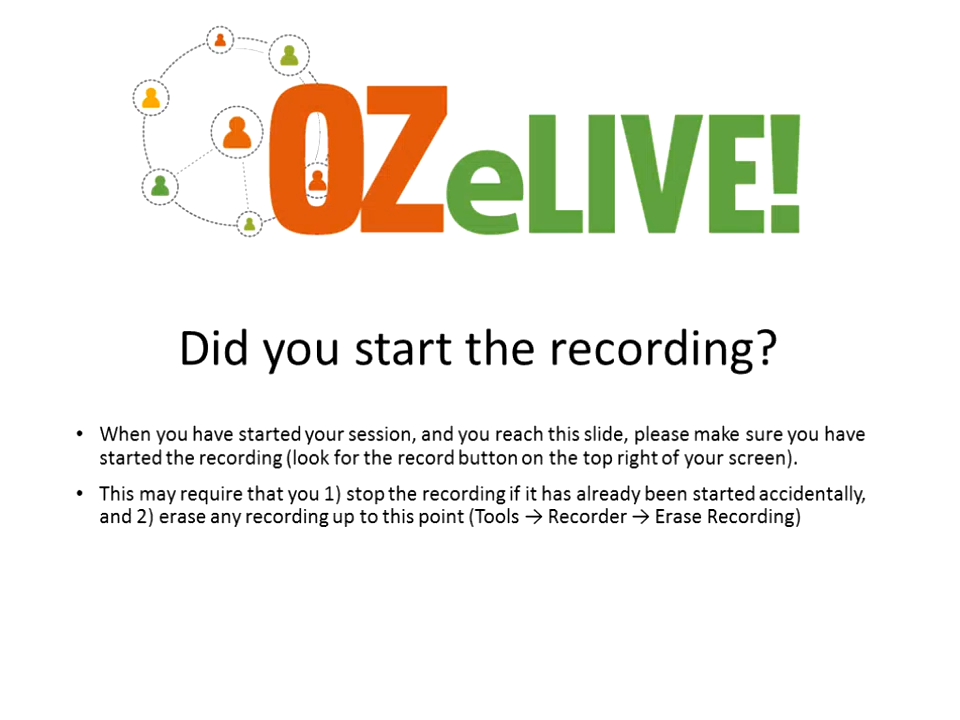 OZeLIVE!
Did you start the recording?
• When you have started your session, and you reach this slide, please make sure you have
started the recording (look for the record button on the top right of your screen).
• This may require that you 1) stop the recording if it has already been started accidentally,
and 2) erase any recording up to this point (Tools → Recorder → Erase Recording)